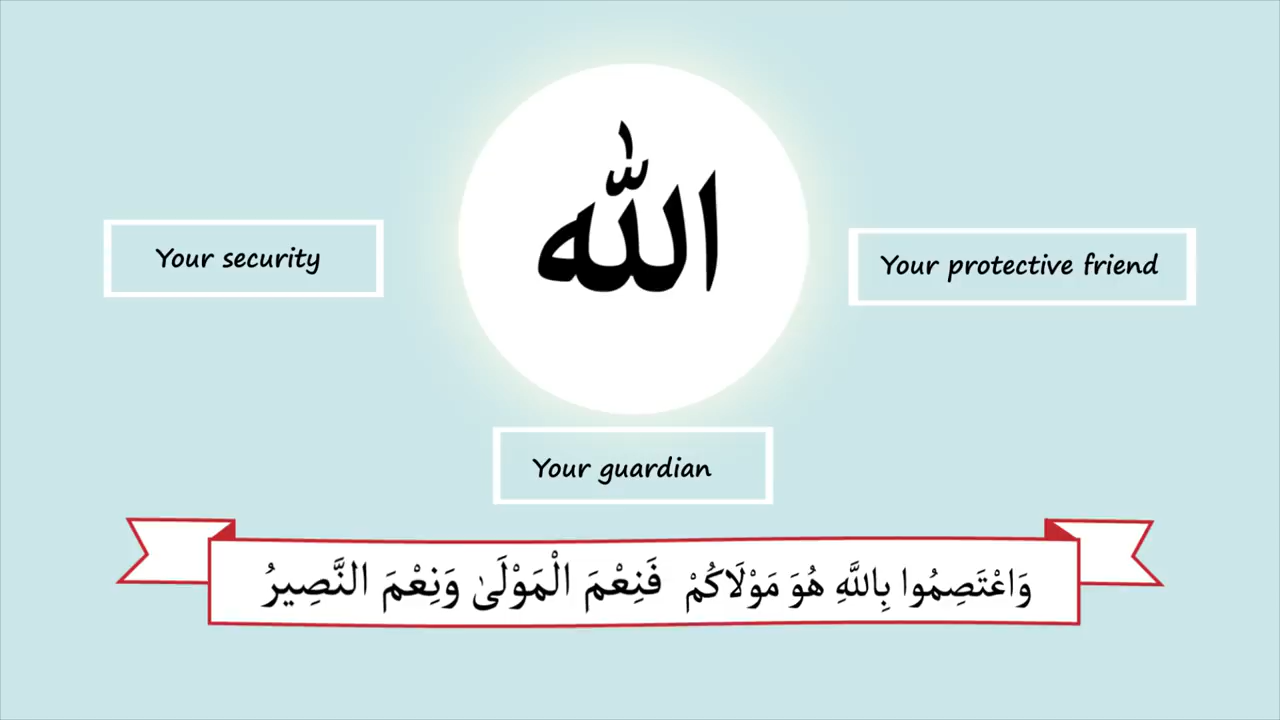 الله
Your security
Your protective friend
Your guardian
وَاعْتَصِمُوا بِاللَّهِ هُوَ مَوْلَاكُمْ فَنِعْمَ الْمَوْلَىٰ وَنِعْمَ النَّصِيرُ